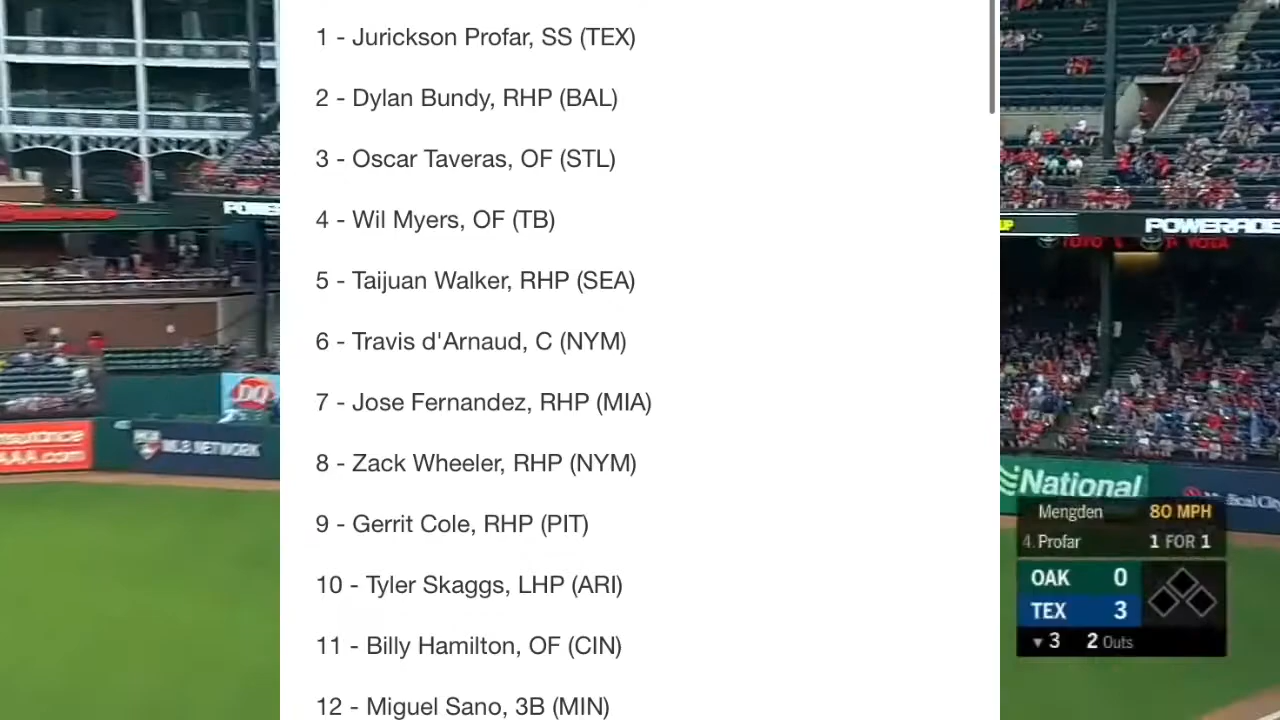 1 - Jurickson Profar, SS (TEX)
2 - Dylan Bundy, RHP (BAL)
3 - Oscar Taveras, OF (STL)
4 - Wil Myers, OF (TB)
5 - Taijuan Walker, RHP (SEA)
6 - Travis d'Arnaud, C (NYM)
7 - Jose Fernandez, RHP (MIA)
8 - Zack Wheeler, RHP (NYM)
9 - Gerrit Cole, RHP (PIT)
10 - Tyler Skaggs, LHP (ARI)
11 - Billy Hamilton, OF (CIN)
12 - Miguel Sano, 3B (MIN)
POWERADE
DQ
AAA.com
MLB NETWORK
National
Mengden 80 MPH
4. Profar 1 FOR 1
OAK 0
TEX 3
▼ 3 2 Outs